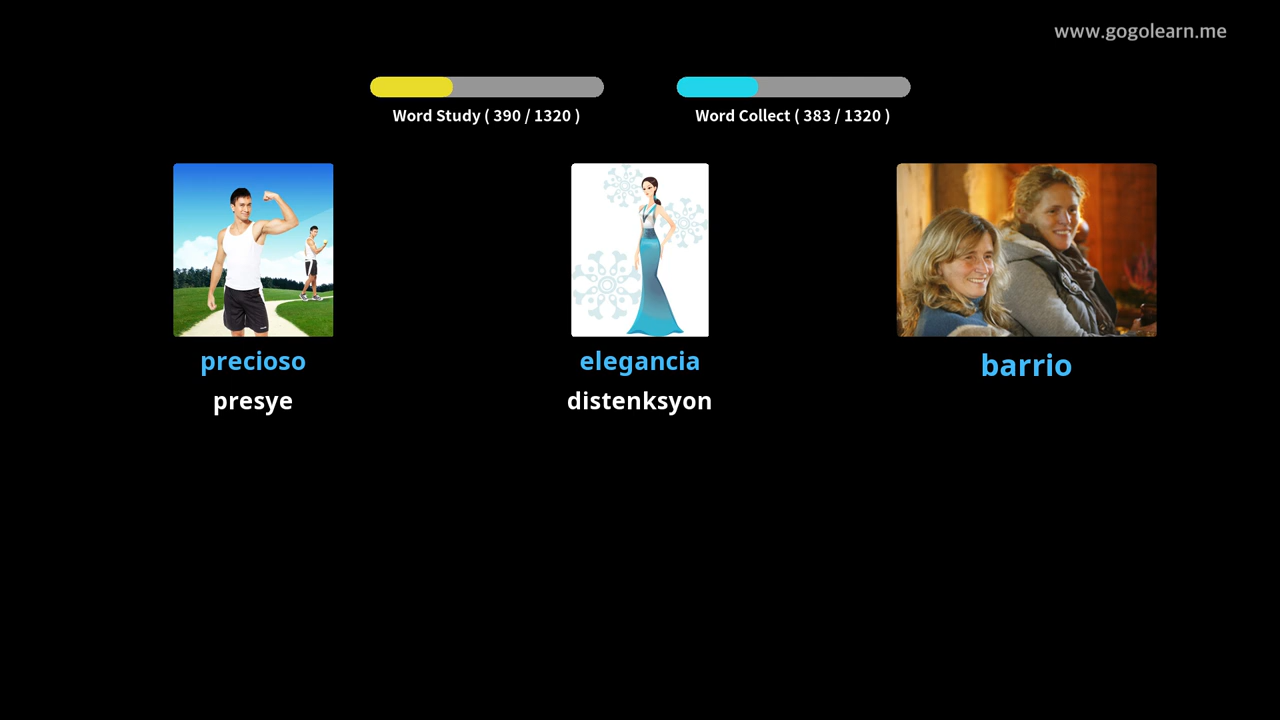 www.gogolearn.me
Word Study ( 390 / 1320 )
Word Collect ( 383 / 1320 )
precioso
presye
elegancia
distenksyon
barrio